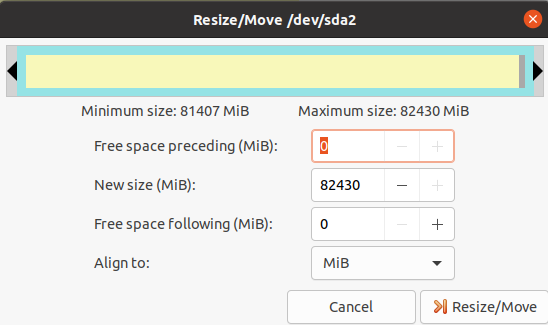 Resize/Move /dev/sda2
Minimum size: 81407 MiB Maximum size: 82430 MiB
Free space preceding (MiB): 0
New size (MiB): 82430
Free space following (MiB): 0
Align to: MiB
Cancel Resize/Move